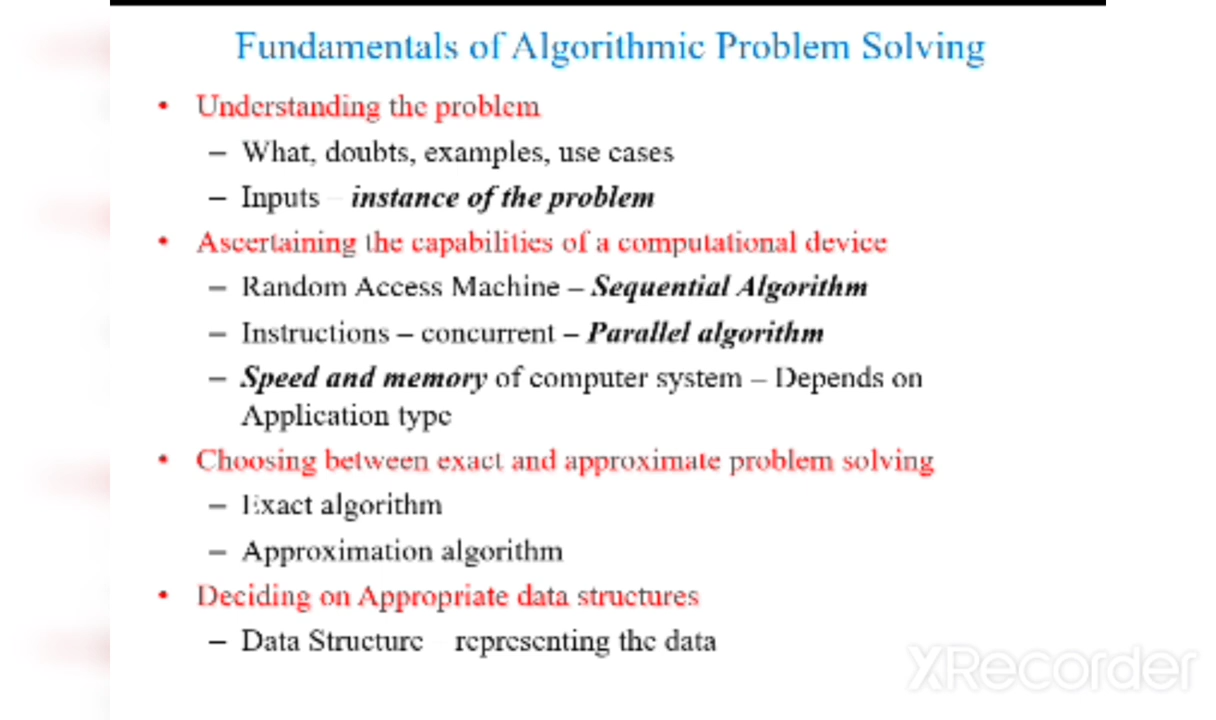 Fundamentals of Algorithmic Problem Solving
• Understanding the problem
– What, doubts, examples, use cases
– Inputs – instance of the problem
• Ascertaining the capabilities of a computational device
– Random Access Machine – Sequential Algorithm
– Instructions – concurrent – Parallel algorithm
– Speed and memory of computer system – Depends on
Application type
• Choosing between exact and approximate problem solving
– Exact algorithm
– Approximation algorithm
• Deciding on Appropriate data structures
– Data Structure – representing the data
XRecorder